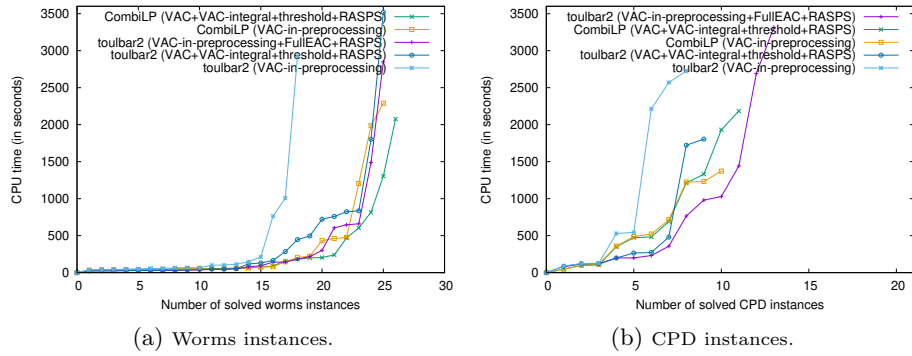 CombiLP (VAC+VAC-integral+threshold+RASPS)
CombiLP (VAC-in-preprocessing)
toulbar2 (VAC-in-preprocessing+FullEAC+RASPS)
toulbar2 (VAC+VAC-integral+threshold+RASPS)
toulbar2 (VAC-in-preprocessing)
CPU time (in seconds)
3500
3000
2500
2000
1500
1000
500
0
0 5 10 15 20 25 30
Number of solved worms instances
(a) Worms instances.
toulbar2 (VAC-in-preprocessing+FullEAC+RASPS)
CombiLP (VAC+VAC-integral+threshold+RASPS)
CombiLP (VAC-in-preprocessing)
toulbar2 (VAC+VAC-integral+threshold+RASPS)
toulbar2 (VAC-in-preprocessing)
CPU time (in seconds)
3500
3000
2500
2000
1500
1000
500
0
0 5 10 15 20
Number of solved CPD instances
(b) CPD instances.